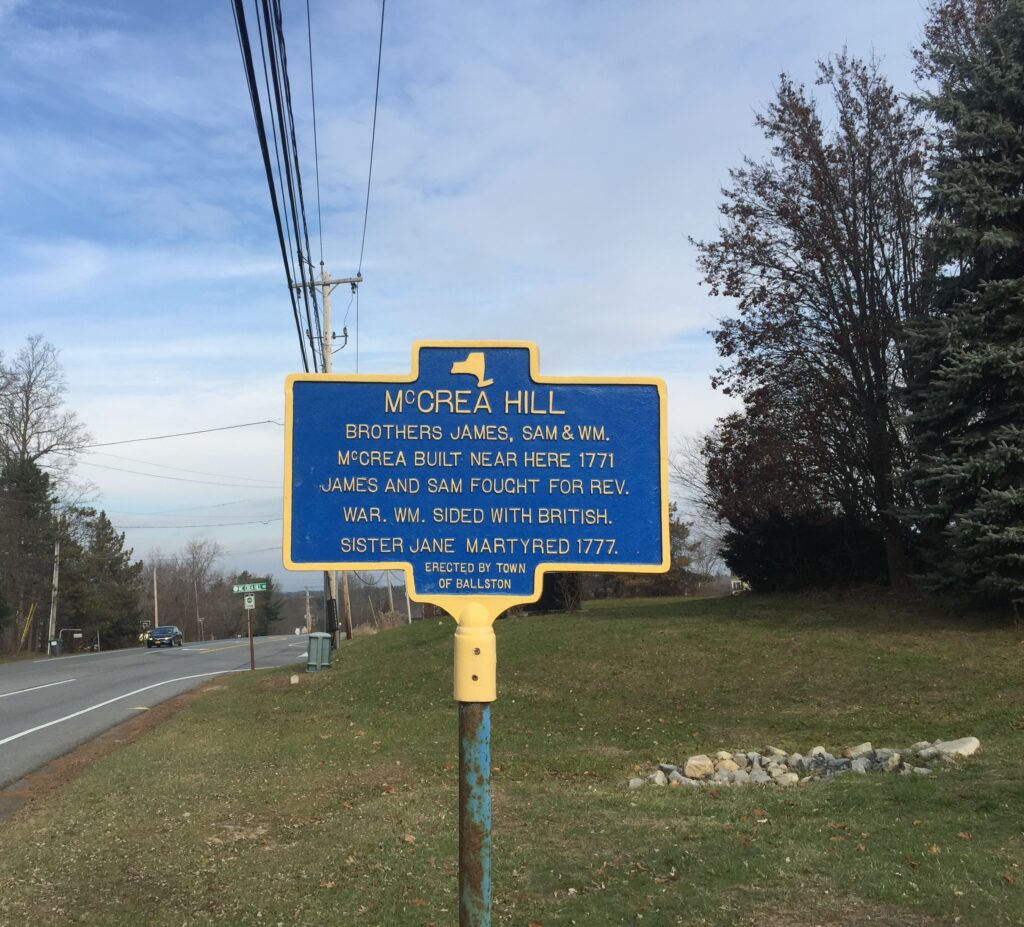 McCREA HILL
BROTHERS JAMES, SAM & WM.
McCREA BUILT NEAR HERE 1771
JAMES AND SAM FOUGHT FOR REV.
WAR. WM. SIDED WITH BRITISH.
SISTER JANE MARTYRED 1777.
ERECTED BY TOWN
OF BALLSTON